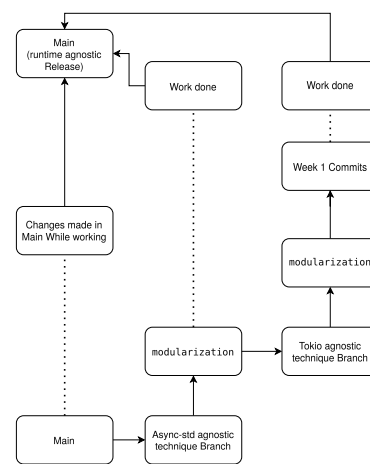 Main
(runtime agnostic
Release)
Work done
Work done
Week 1 Commits
Changes made in
Main While working
modularization
modularization
Tokio agnostic
technique Branch
Main
Async-std agnostic
technique Branch